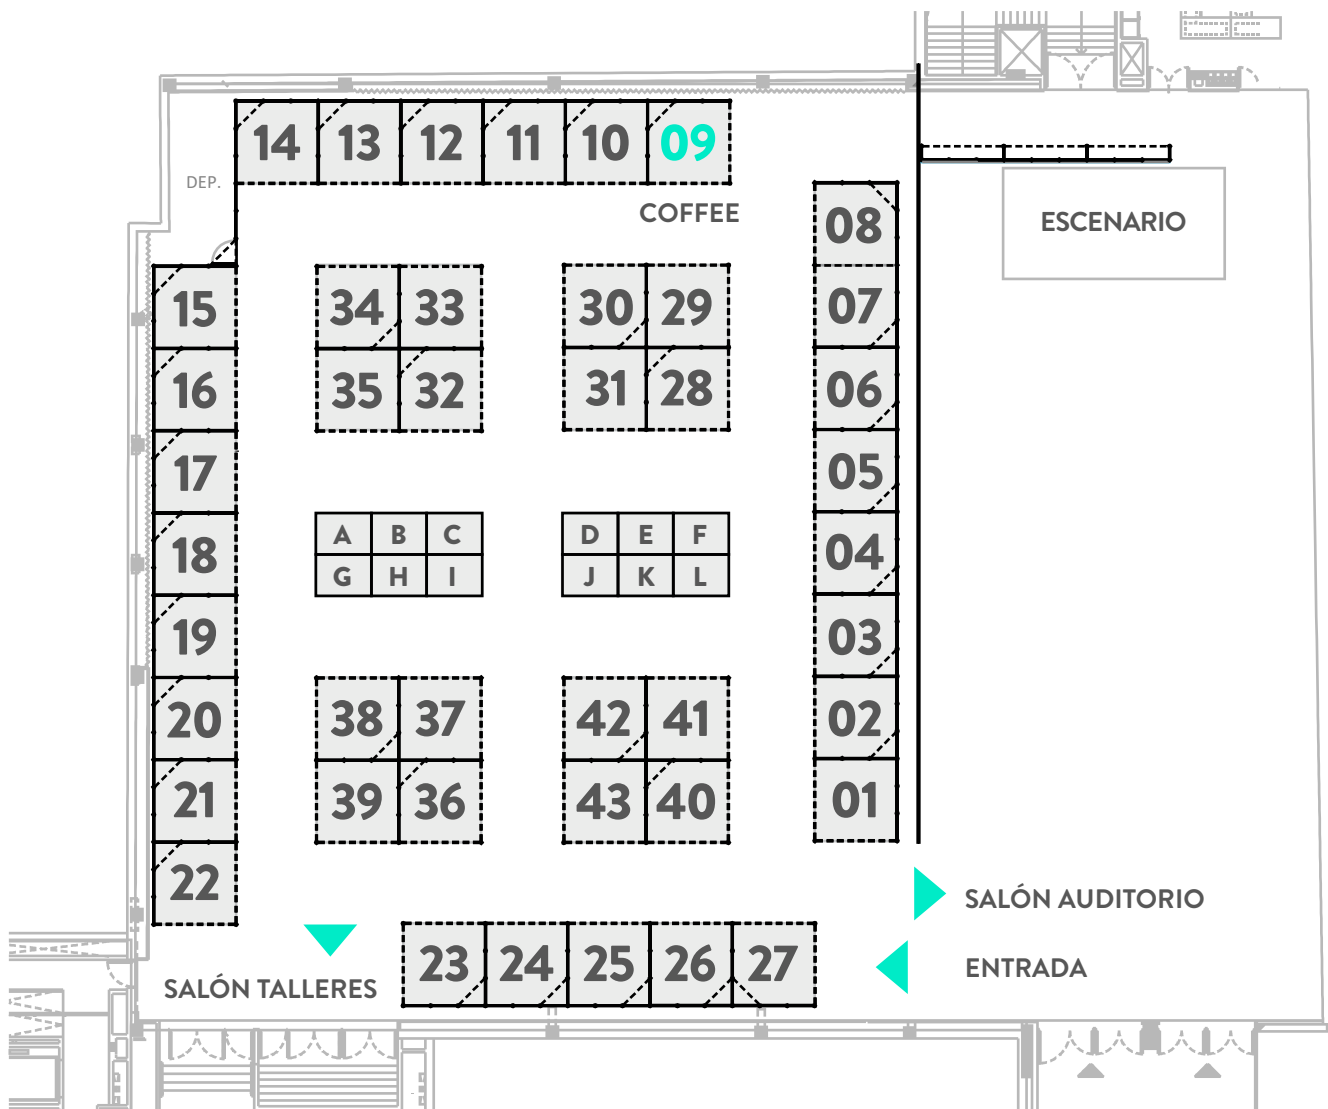 14 13 12 11 10 09
DEP.
COFFEE
08
ESCENARIO
15 34 33 30 29 07
16 35 32 31 28 06
17 05
A B C D E F
18 04
G H I J K L
19 03
20 38 37 42 41 02
21 39 36 43 40 01
22
SALÓN AUDITORIO
23 24 25 26 27
ENTRADA
SALÓN TALLERES